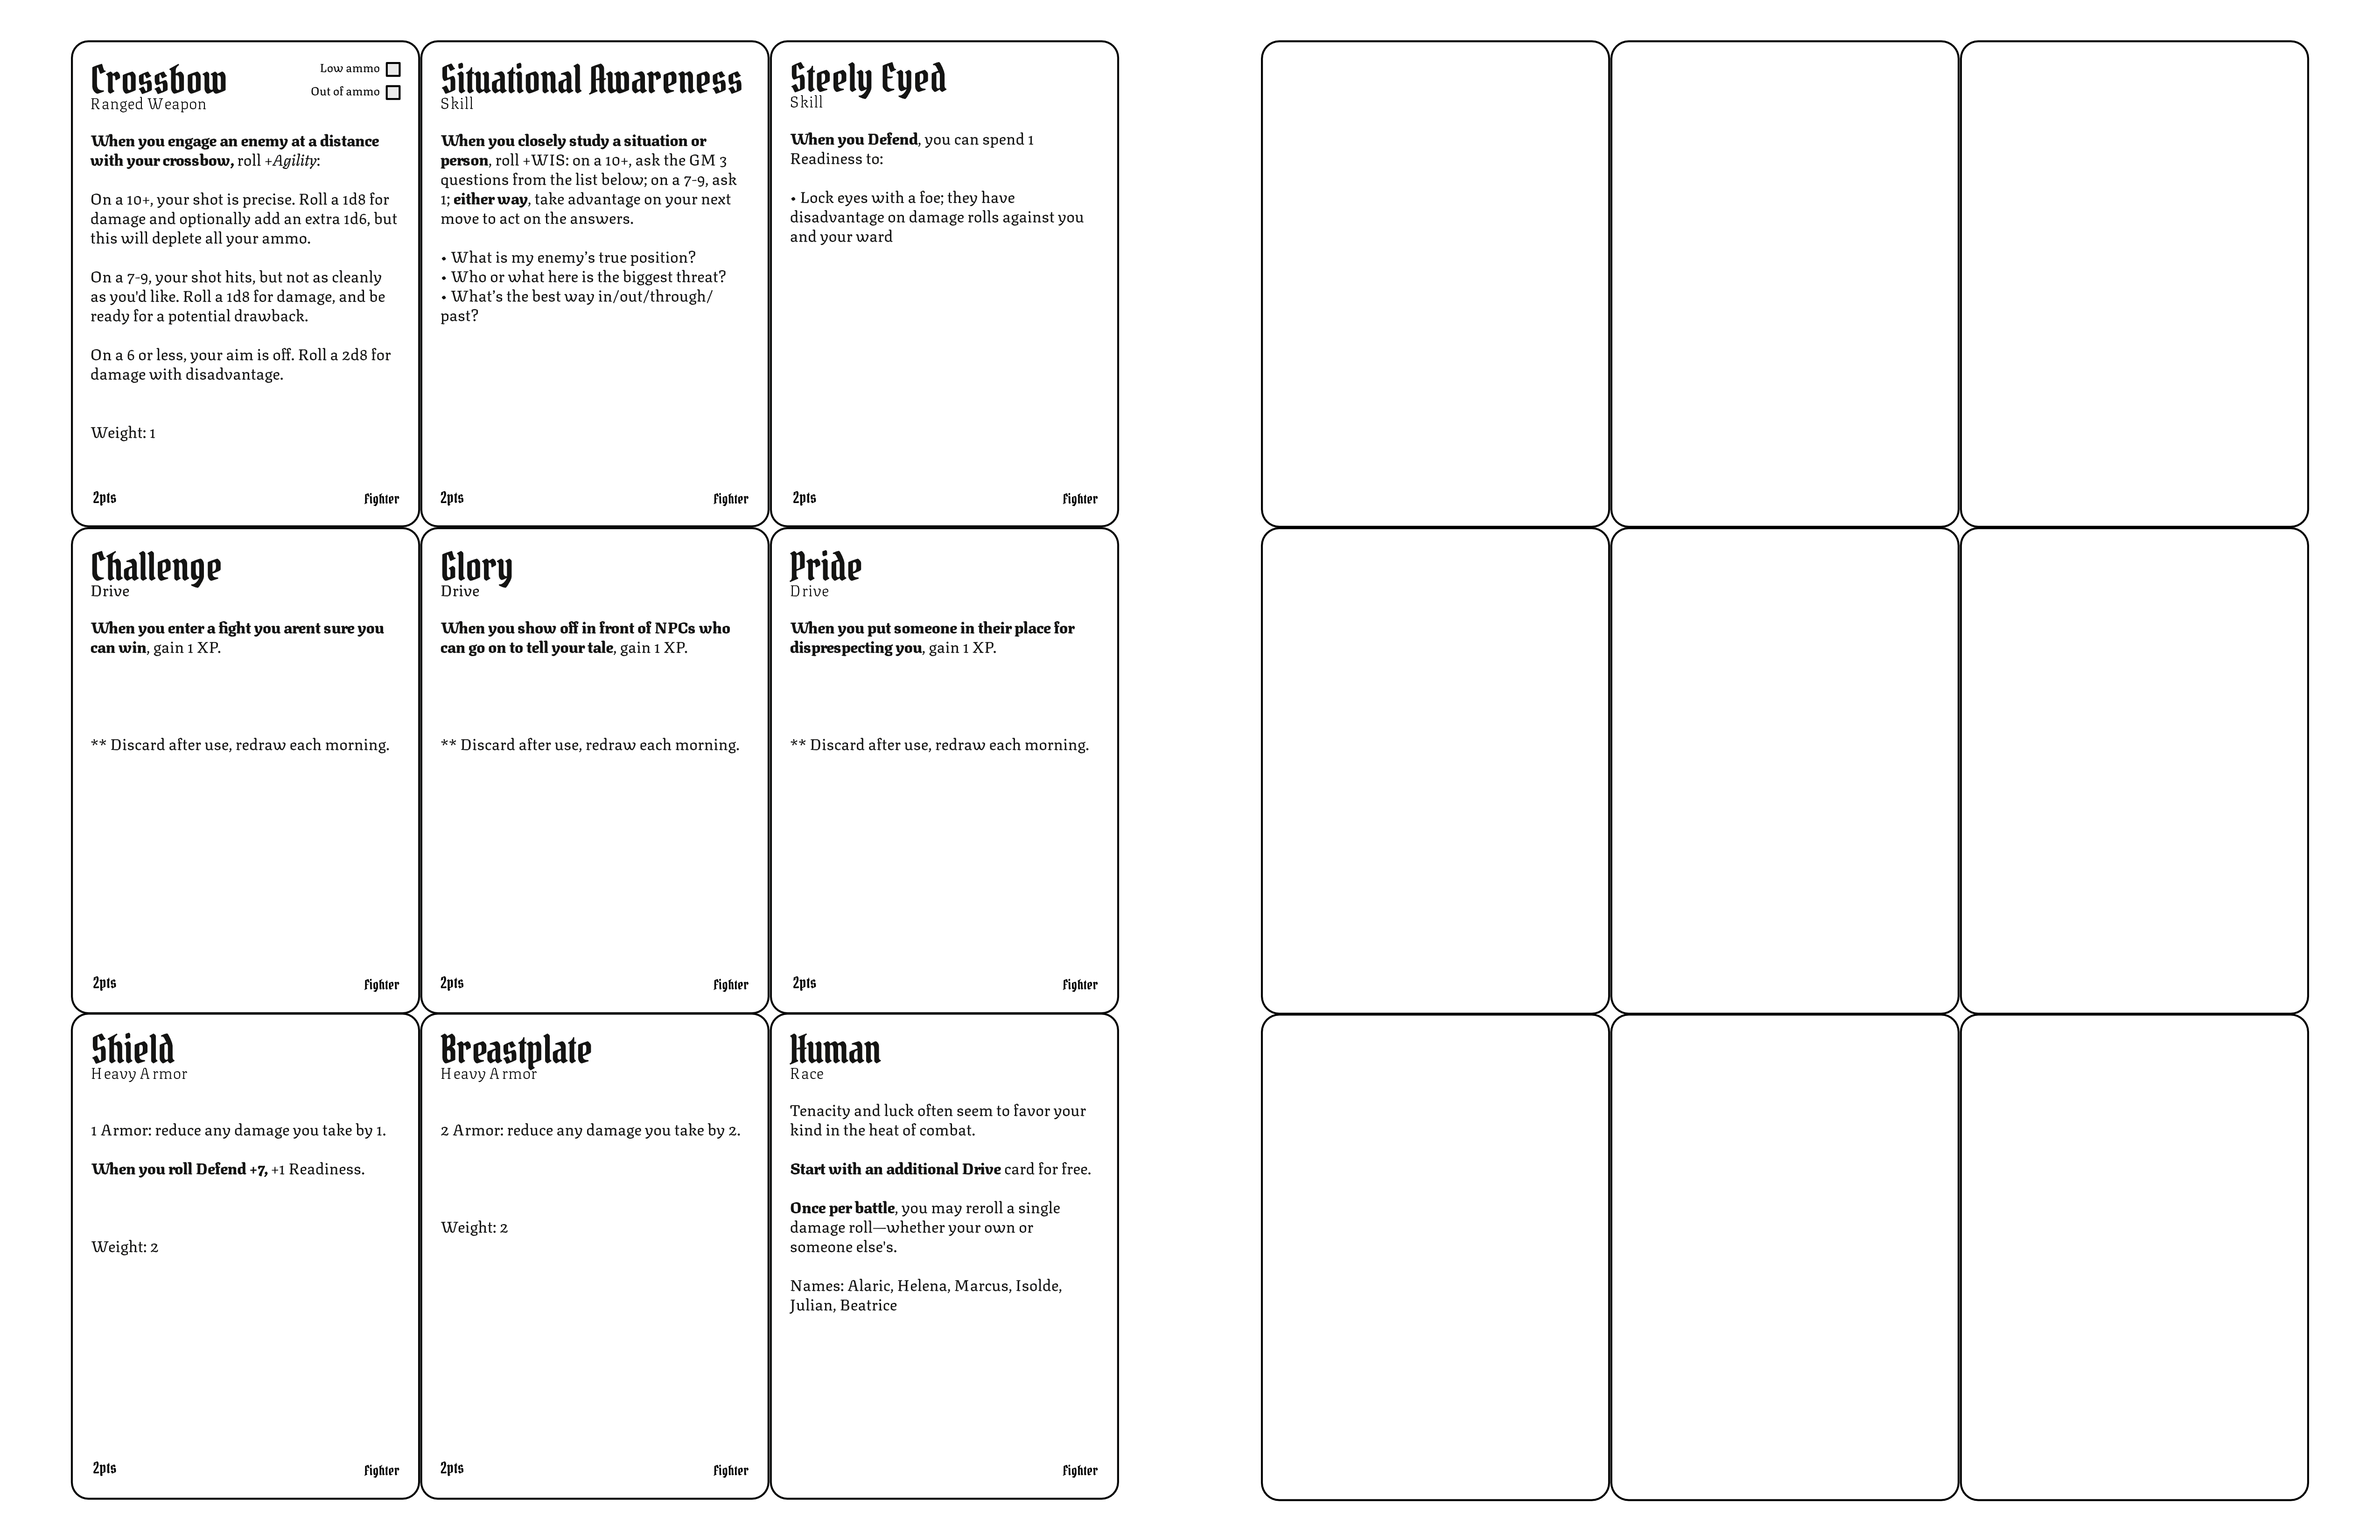 Crossbow
Ranged Weapon
Low ammo
Out of ammo
When you engage an enemy at a distance
with your crossbow, roll +Agility:
On a 10+, your shot is precise. Roll a 1d8 for
damage and optionally add an extra 1d6, but
this will deplete all your ammo.
On a 7-9, your shot hits, but not as cleanly
as you'd like. Roll a 1d8 for damage, and be
ready for a potential drawback.
On a 6 or less, your aim is off. Roll a 2d8 for
damage with disadvantage.
Weight: 1
2pts
fighter
Situational Awareness
Skill
When you closely study a situation or
person, roll +WIS: on a 10+, ask the GM 3
questions from the list below; on a 7-9, ask
1; either way, take advantage on your next
move to act on the answers.
• What is my enemy's true position?
• Who or what here is the biggest threat?
• What's the best way in/out/through/
past?
2pts
fighter
Steely Eyed
Skill
When you Defend, you can spend 1
Readiness to:
• Lock eyes with a foe; they have
disadvantage on damage rolls against you
and your ward
2pts
fighter
Challenge
Drive
When you enter a fight you arent sure you
can win, gain 1 XP.
** Discard after use, redraw each morning.
2pts
fighter
Glory
Drive
When you show off in front of NPCs who
can go on to tell your tale, gain 1 XP.
** Discard after use, redraw each morning.
2pts
fighter
Pride
Drive
When you put someone in their place for
disprespecting you, gain 1 XP.
** Discard after use, redraw each morning.
2pts
fighter
Shield
Heavy Armor
1 Armor: reduce any damage you take by 1.
When you roll Defend +7, +1 Readiness.
Weight: 2
2pts
fighter
Breastplate
Heavy Armor
2 Armor: reduce any damage you take by 2.
Weight: 2
2pts
fighter
Human
Race
Tenacity and luck often seem to favor your
kind in the heat of combat.
Start with an additional Drive card for free.
Once per battle, you may reroll a single
damage roll—whether your own or
someone else's.
Names: Alaric, Helena, Marcus, Isolde,
Julian, Beatrice
fighter